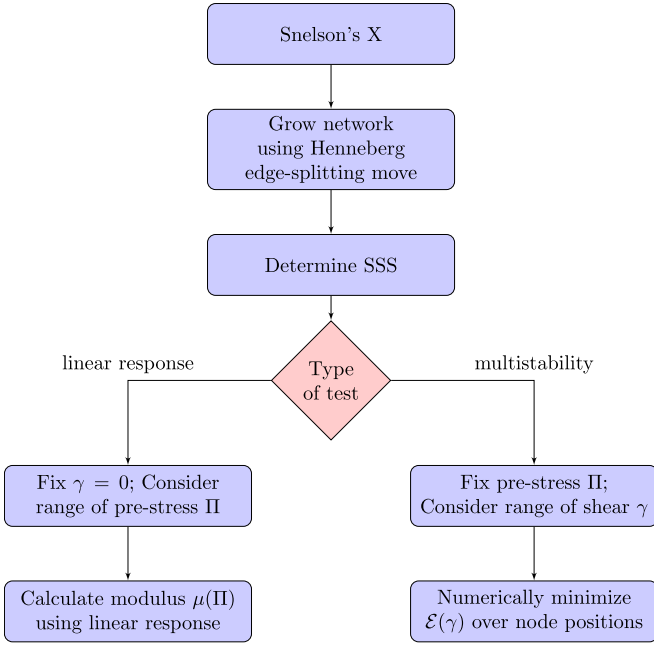 Snelson's X
Grow network
using Henneberg
edge-splitting move
Determine SSS
Type
of test
linear response
multistability
Fix γ = 0; Consider
range of pre-stress Π
Fix pre-stress Π;
Consider range of shear γ
Calculate modulus μ(Π)
using linear response
Numerically minimize
ℰ(γ) over node positions